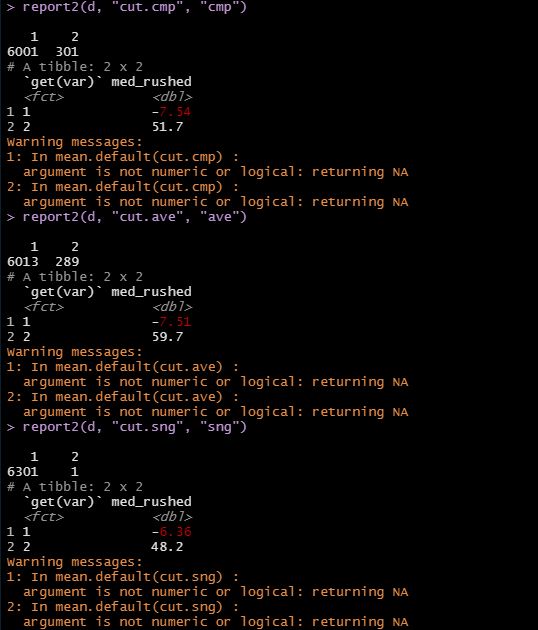 > report2(d, "cut.cmp", "cmp")
1 2
6001 301
# A tibble: 2 x 2
`get(var)` med_rushed
<fct> <dbl>
1 1 -7.54
2 2 51.7
Warning messages:
1: In mean.default(cut.cmp) :
argument is not numeric or logical: returning NA
2: In mean.default(cut.cmp) :
argument is not numeric or logical: returning NA
> report2(d, "cut.ave", "ave")
1 2
6013 289
# A tibble: 2 x 2
`get(var)` med_rushed
<fct> <dbl>
1 1 -7.51
2 2 59.7
Warning messages:
1: In mean.default(cut.ave) :
argument is not numeric or logical: returning NA
2: In mean.default(cut.ave) :
argument is not numeric or logical: returning NA
> report2(d, "cut.sng", "sng")
1 2
6301 1
# A tibble: 2 x 2
`get(var)` med_rushed
<fct> <dbl>
1 1 -6.36
2 2 48.2
Warning messages:
1: In mean.default(cut.sng) :
argument is not numeric or logical: returning NA
2: In mean.default(cut.sng) :
argument is not numeric or logical: returning NA